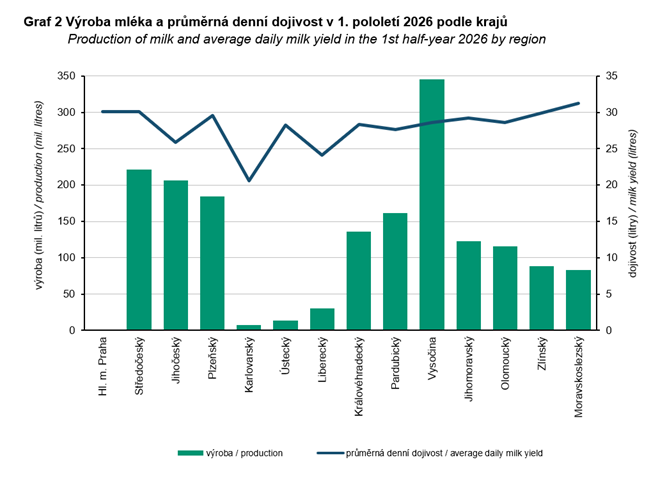 Graf 2 Výroba mléka a průměrná denní dojivost v 1. pololetí 2026 podle krajů
Production of milk and average daily milk yield in the 1st half-year 2026 by region
výroba (mil. litrů) / production (mil. litres)
350
300
250
200
150
100
50
0
35
30
25
20
15
10
5
0
dojivost (litry) / milk yield (litres)
Hl. m. Praha
Středočeský
Jihočeský
Plzeňský
Karlovarský
Ústecký
Liberecký
Královéhradecký
Pardubický
Vysočina
Jihomoravský
Olomoucký
Zlínský
Moravskoslezský
výroba / production
průměrná denní dojivost / average daily milk yield